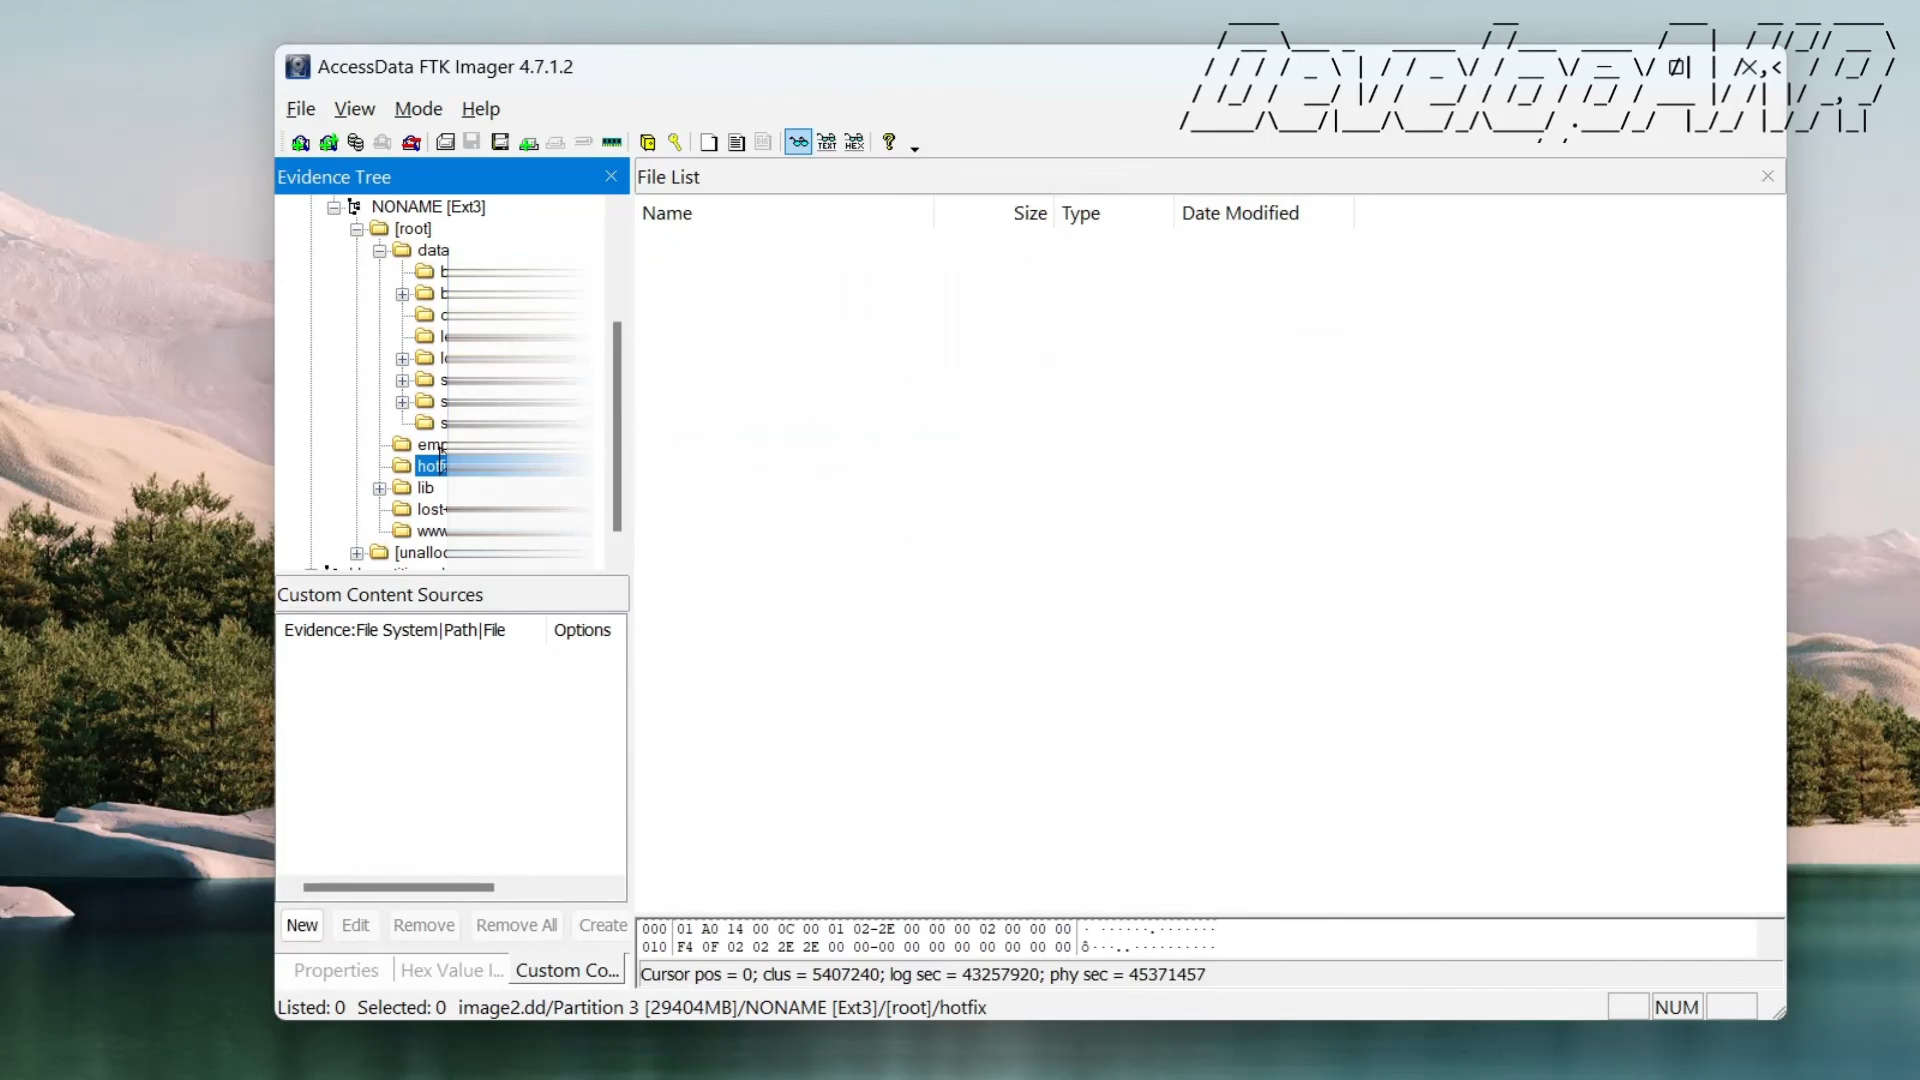 DevelopAkR
AccessData FTK Imager 4.7.1.2
File View Mode Help
TEXT HEX
Evidence Tree
File List
Name Size Type Date Modified
NONAME [Ext3]
[root]
data
lib
Custom Content Sources
Evidence:File System|Path|File Options
New Edit Remove Remove All Create
Properties Hex Value I... Custom Co...
000 01 A0 14 00 0C 00 01 02-2E 00 00 00 02 00 00 00
010 F4 0F 02 02 2E 2E 00 00-00 00 00 00 00 00 00 00 ô···..··········
Cursor pos = 0; clus = 5407240; log sec = 43257920; phy sec = 45371457
Listed: 0 Selected: 0 image2.dd/Partition 3 [29404MB]/NONAME [Ext3]/[root]/hotfix
NUM